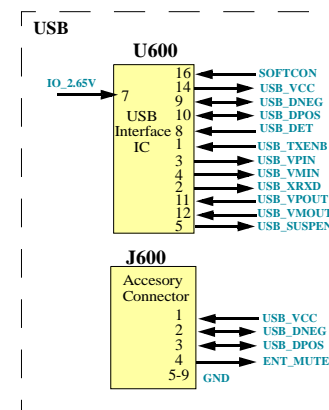 USB
U600
IO_2.65V
7
USB
Interface
IC
16 SOFTCON
14 USB_VCC
9 USB_DNEG
10 USB_DPOS
8 USB_DET
1 USB_TXENB
3 USB_VPIN
4 USB_VMIN
2 USB_XRXD
11 USB_VPOUT
12 USB_VMOUT
5 USB_SUSPEN
J600
Accesory
Connector
1 USB_VCC
2 USB_DNEG
3 USB_DPOS
4 ENT_MUTE
5-9 GND